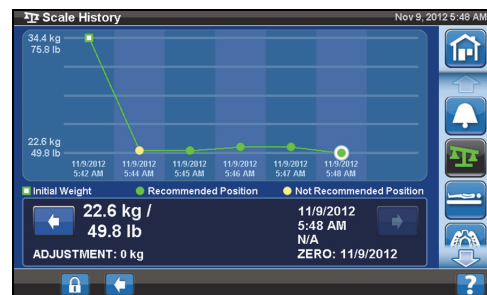 Scale History
Nov 9, 2012 5:48 AM
34.4 kg
75.8 lb
22.6 kg
49.8 lb
11/9/2012 11/9/2012 11/9/2012 11/9/2012 11/9/2012 11/9/2012
5:42 AM 5:44 AM 5:45 AM 5:46 AM 5:47 AM 5:48 AM
Initial Weight Recommended Position Not Recommended Position
22.6 kg /
49.8 lb
ADJUSTMENT: 0 kg
11/9/2012
5:48 AM
N/A
ZERO: 11/9/2012
?